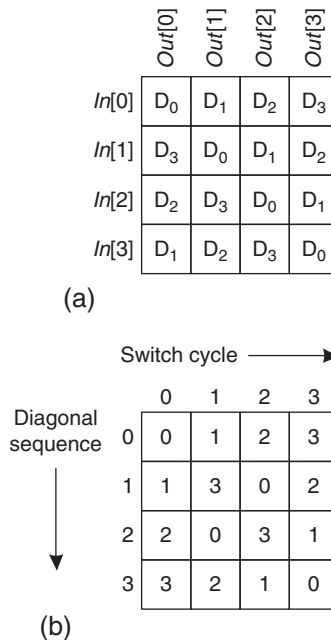 Out[0] Out[1] Out[2] Out[3]
In[0] D0 D1 D2 D3
In[1] D3 D0 D1 D2
In[2] D2 D3 D0 D1
In[3] D1 D2 D3 D0
(a)
Switch cycle
0 1 2 3
Diagonal
sequence
0 0 1 2 3
1 1 3 0 2
2 2 0 3 1
3 3 2 1 0
(b)